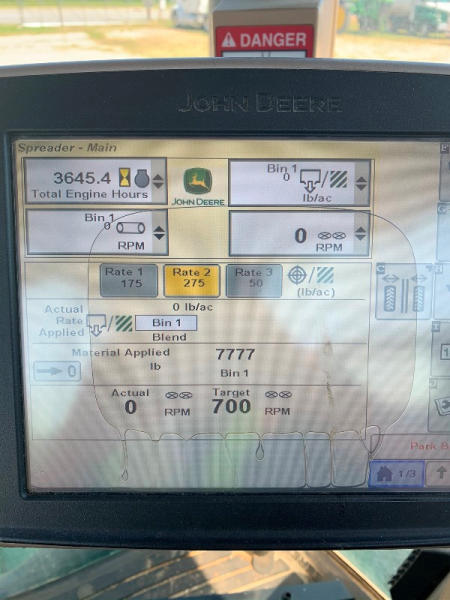 DANGER
JOHN DEERE
Spreader - Main
3645.4
Total Engine Hours
JOHN DEERE
Bin 1
0
lb/ac
Bin 1
0
RPM
0
RPM
Rate 1
175
Rate 2
275
Rate 3
50
(lb/ac)
Actual
Rate
Applied
0 lb/ac
Bin 1
Blend
Material Applied
lb
7777
Bin 1
0
Actual
0 RPM
Target
700 RPM
Park
1/3